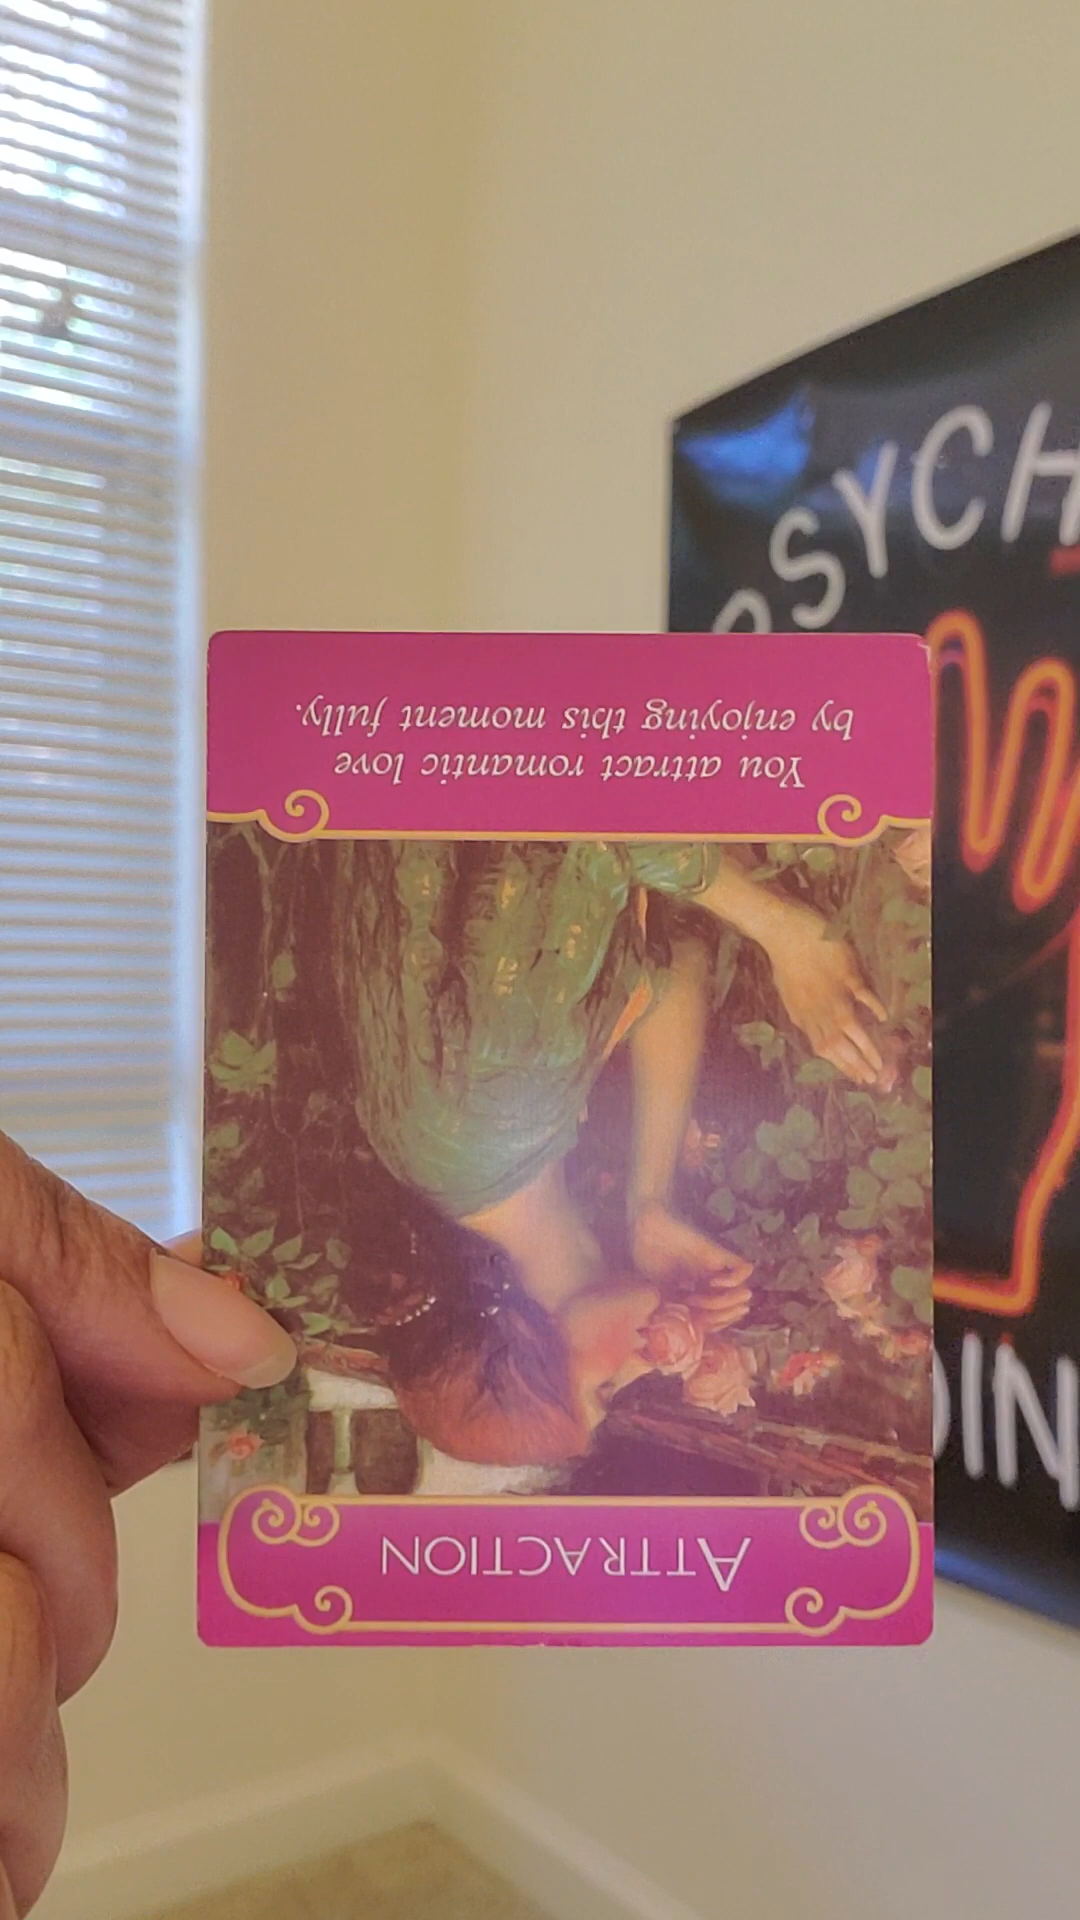 ATTRACTION
You attract romantic love
by enjoying this moment fully.
PSYCH
DIN